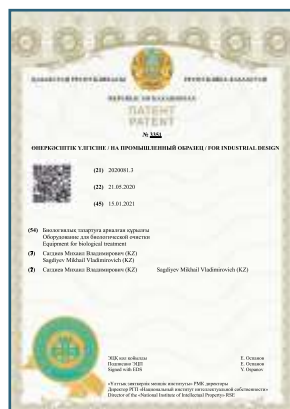 ҚАЗАҚСТАН РЕСПУБЛИКАСЫ РЕСПУБЛИКА КАЗАХСТАН
REPUBLIC OF KAZAKHSTAN
ПАТЕНТ
PATENT
№ 3351
ӨНЕРКӘСІПТІК ҮЛГІСІНЕ / НА ПРОМЫШЛЕННЫЙ ОБРАЗЕЦ / FOR INDUSTRIAL DESIGN
(21) 2020081.3
(22) 21.05.2020
(45) 15.01.2021
(54) Биологиялық тазартуға арналған құрылғы
Оборудование для биологической очистки
Equipment for biological treatment
Сагдиев Михаил Владимирович (KZ)
Sagdiyev Mikhail Vladimirovich (KZ)
Сагдиев Михаил Владимирович (KZ) Sagdiyev Mikhail Vladimirovich (KZ)
ЭЦҚ қол қойылды Е. Оспанов
Подписано ЭЦП Е. Оспанов
Signed with EDS Y. Ospanov
«Ұлттық зияткерлік меншік институты» РМК директоры
Директор РГП «Национальный институт интеллектуальной собственности»
Director of the «National Institute of Intellectual Property» RSE